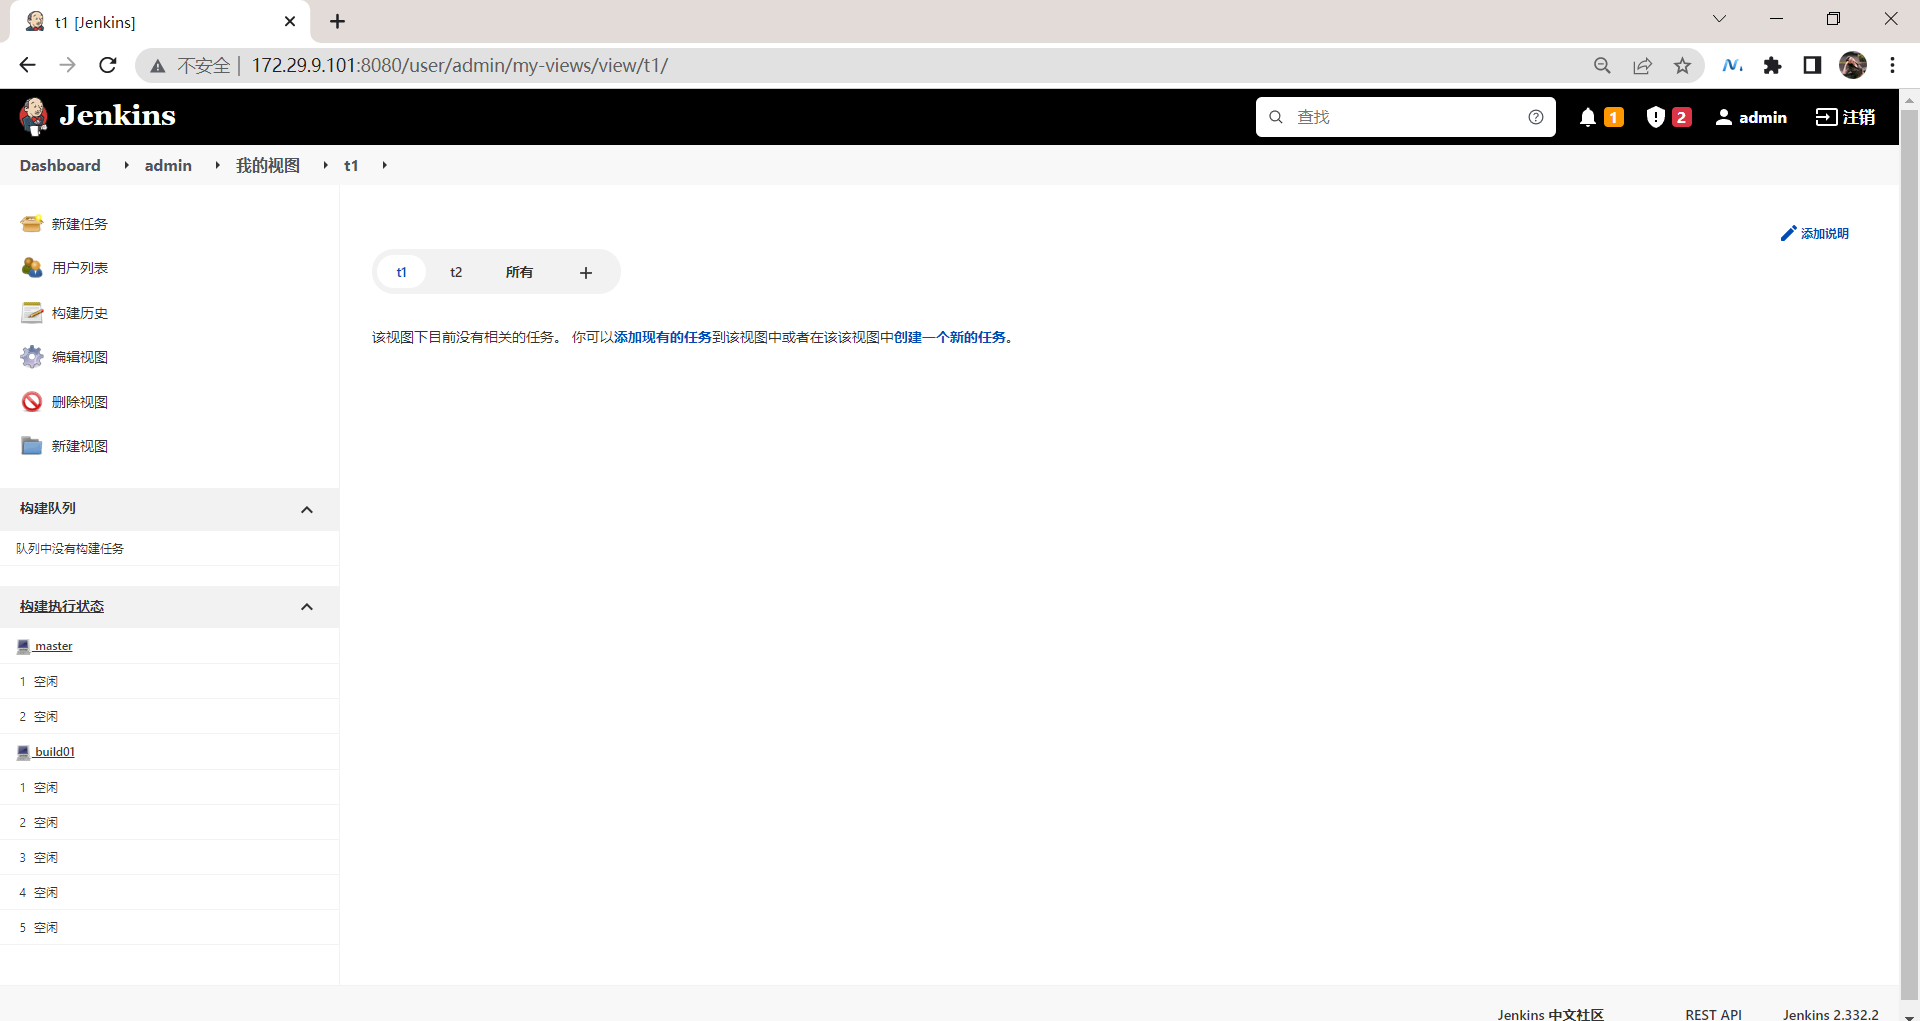 t1 [Jenkins]
不安全 | 172.29.9.101:8080/user/admin/my-views/view/t1/
Jenkins
查找
1
2
admin
注销
Dashboard
admin
我的视图
t1
新建任务
用户列表
构建历史
编辑视图
删除视图
新建视图
添加说明
t1
t2
所有
+
该视图下目前没有相关的任务。 你可以添加现有的任务到该视图中或者在该该视图中创建一个新的任务。
构建队列
队列中没有构建任务
构建执行状态
master
1 空闲
2 空闲
build01
1 空闲
2 空闲
3 空闲
4 空闲
5 空闲
Jenkins 中文社区
REST API
Jenkins 2.332.2